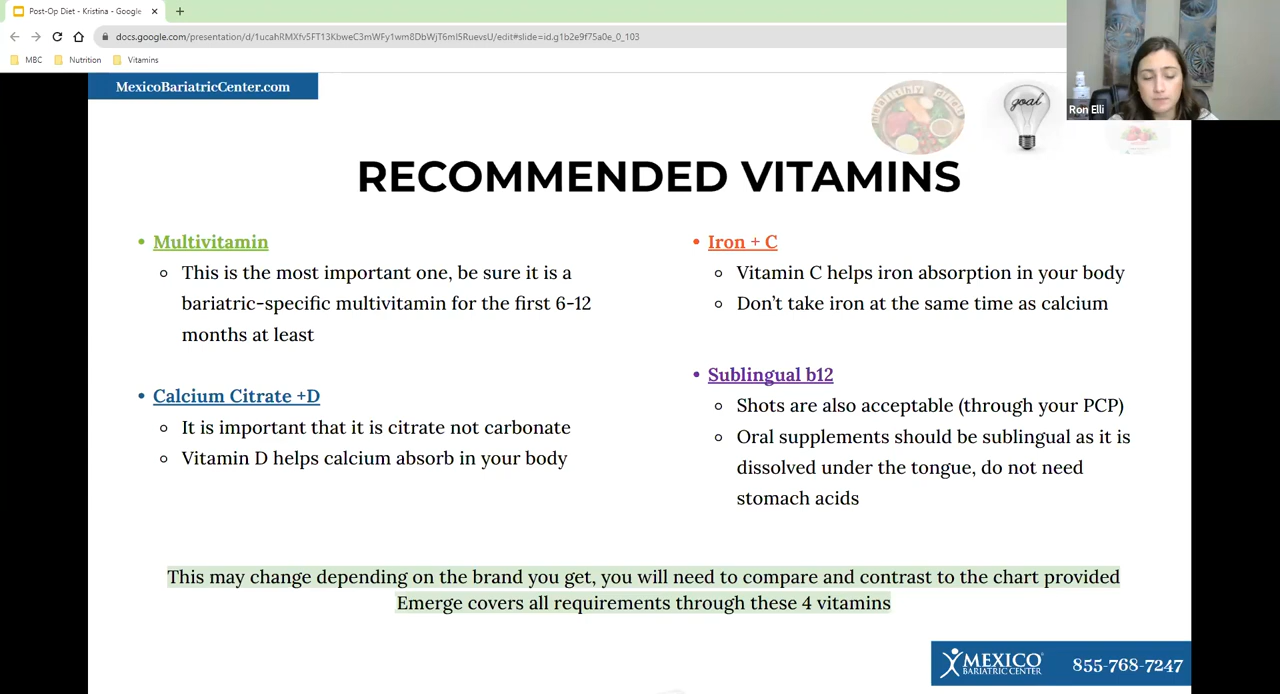 Post-Op Diet - Kristina - Google
docs.google.com/presentation/d/1ucahRMXfv5FT13KbweC3mWFy1wm8DbWjT6mI5RuevsU/edit#slide=id.g1b2e9f75a0e_0_103
MBC Nutrition Vitamins
MexicoBariatricCenter.com
goal
Ron Elli
RECOMMENDED VITAMINS
• Multivitamin
○ This is the most important one, be sure it is a
bariatric-specific multivitamin for the first 6-12
months at least
• Calcium Citrate +D
○ It is important that it is citrate not carbonate
○ Vitamin D helps calcium absorb in your body
• Iron + C
○ Vitamin C helps iron absorption in your body
○ Don't take iron at the same time as calcium
• Sublingual b12
○ Shots are also acceptable (through your PCP)
○ Oral supplements should be sublingual as it is
dissolved under the tongue, do not need
stomach acids
This may change depending on the brand you get, you will need to compare and contrast to the chart provided
Emerge covers all requirements through these 4 vitamins
MEXICO
BARIATRIC CENTER
855-768-7247